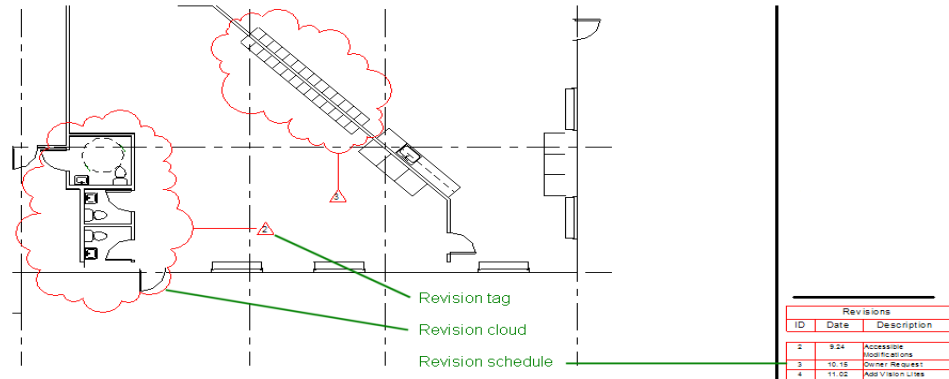 3
2
Revision tag
Revision cloud
Revision schedule
Revisions
ID Date Description
2 9.24 Accessible
Modifications
3 10.15 Owner Request
4 11.02 Add Vision Lites